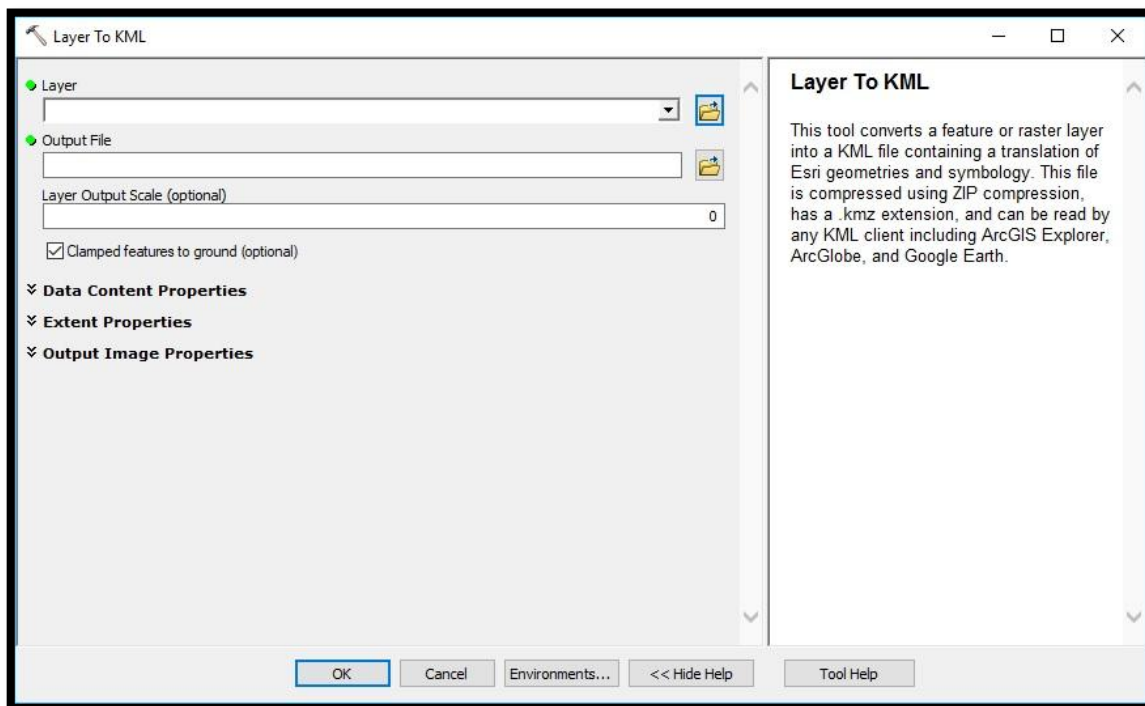 Layer To KML
Layer
Output File
Layer Output Scale (optional)
0
Clamped features to ground (optional)
Data Content Properties
Extent Properties
Output Image Properties
Layer To KML
This tool converts a feature or raster layer
into a KML file containing a translation of
Esri geometries and symbology. This file
is compressed using ZIP compression,
has a .kmz extension, and can be read by
any KML client including ArcGIS Explorer,
ArcGlobe, and Google Earth.
OK
Cancel
Environments...
<< Hide Help
Tool Help